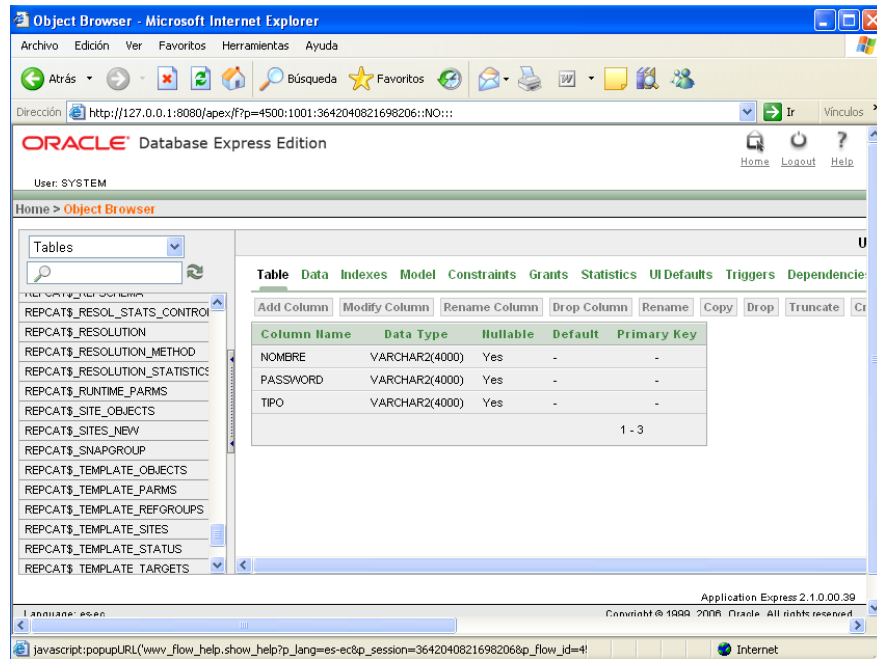 Object Browser - Microsoft Internet Explorer
Archivo Edición Ver Favoritos Herramientas Ayuda
Atrás Búsqueda Favoritos
Dirección http://127.0.0.1:8080/apex/f?p=4500:1001:3642040821698206::NO::: Ir Vínculos
ORACLE Database Express Edition
Home Logout Help
User: SYSTEM
Home > Object Browser
Tables
U
Table Data Indexes Model Constraints Grants Statistics UI Defaults Triggers Dependencie
Add Column Modify Column Rename Column Drop Column Rename Copy Drop Truncate Cr
Column Name Data Type Nullable Default Primary Key
NOMBRE VARCHAR2(4000) Yes - -
PASSWORD VARCHAR2(4000) Yes - -
TIPO VARCHAR2(4000) Yes - -
1 - 3
REPCAT$_REPSCHEMA
REPCAT$_RESOL_STATS_CONTROL
REPCAT$_RESOLUTION
REPCAT$_RESOLUTION_METHOD
REPCAT$_RESOLUTION_STATISTICS
REPCAT$_RUNTIME_PARMS
REPCAT$_SITE_OBJECTS
REPCAT$_SITES_NEW
REPCAT$_SNAPGROUP
REPCAT$_TEMPLATE_OBJECTS
REPCAT$_TEMPLATE_PARMS
REPCAT$_TEMPLATE_REFGROUPS
REPCAT$_TEMPLATE_SITES
REPCAT$_TEMPLATE_STATUS
REPCAT$_TEMPLATE_TARGETS
Application Express 2.1.0.00.39
Language: es-ec Copyright © 1999, 2006, Oracle. All rights reserved.
javascript:popupURL('wwv_flow_help.show_help?p_lang=es-ec&p_session=3642040821698206&p_flow_id=4! Internet